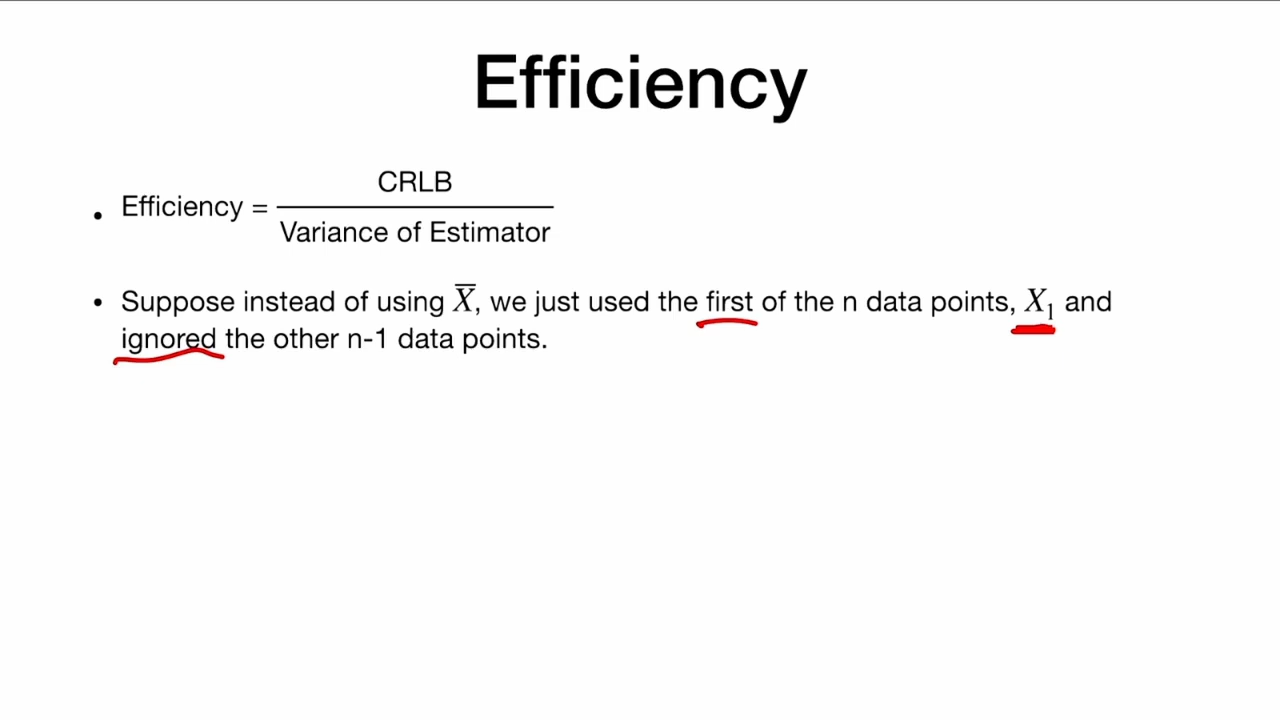 Efficiency
• Efficiency = CRLB / Variance of Estimator
• Suppose instead of using X̅, we just used the first of the n data points, X₁ and
ignored the other n-1 data points.